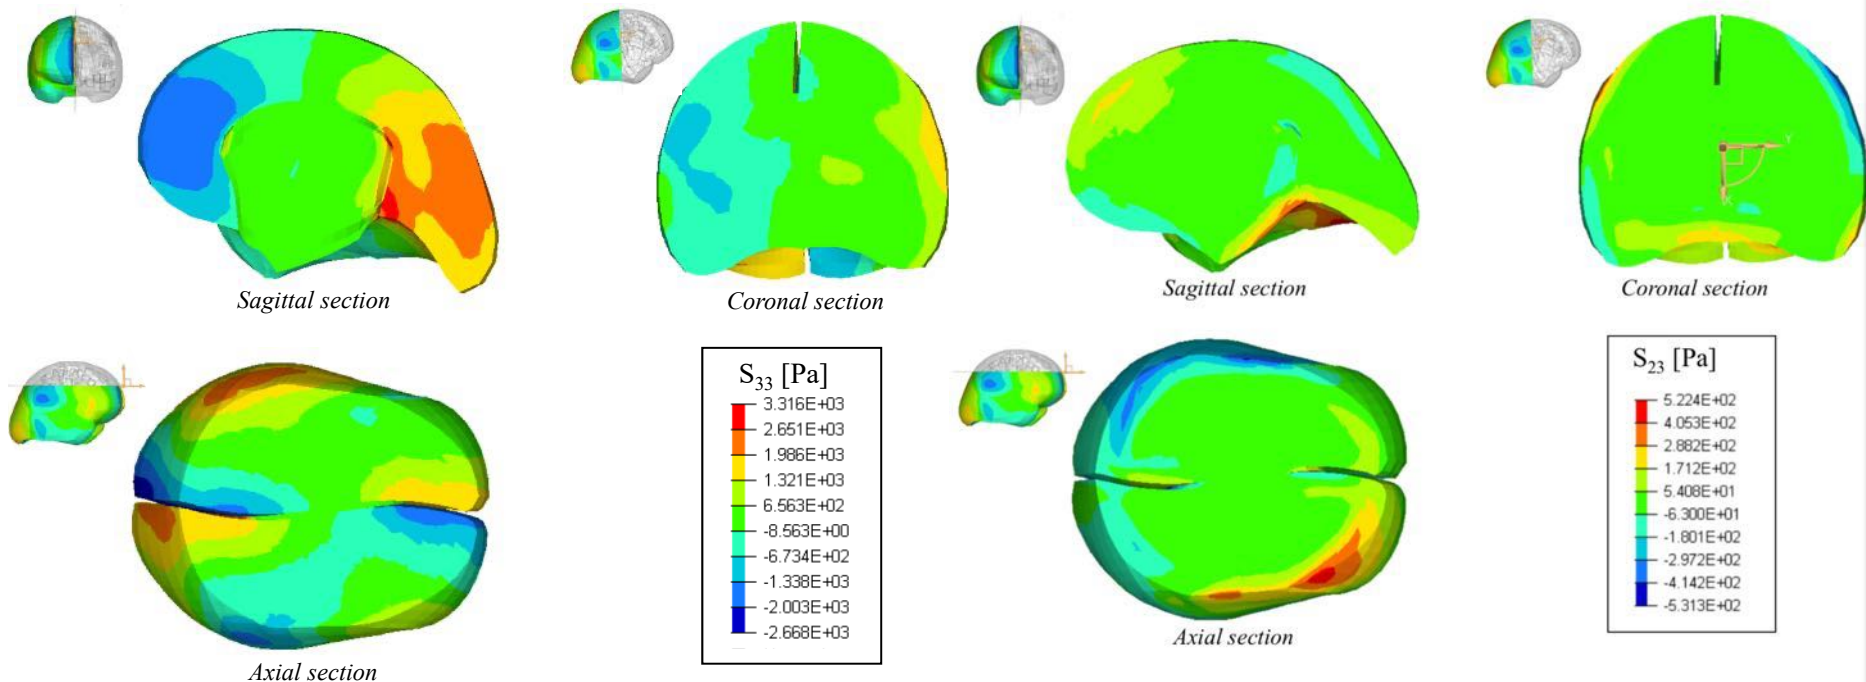 Sagittal section
Coronal section
Sagittal section
Coronal section
Y
X
S33 [Pa]
3.316E+03
2.651E+03
1.986E+03
1.321E+03
6.563E+02
-8.563E+00
-6.734E+02
-1.338E+03
-2.003E+03
-2.668E+03
S23 [Pa]
5.224E+02
4.053E+02
2.882E+02
1.712E+02
5.408E+01
-6.300E+01
-1.801E+02
-2.972E+02
-4.142E+02
-5.313E+02
Axial section
Axial section